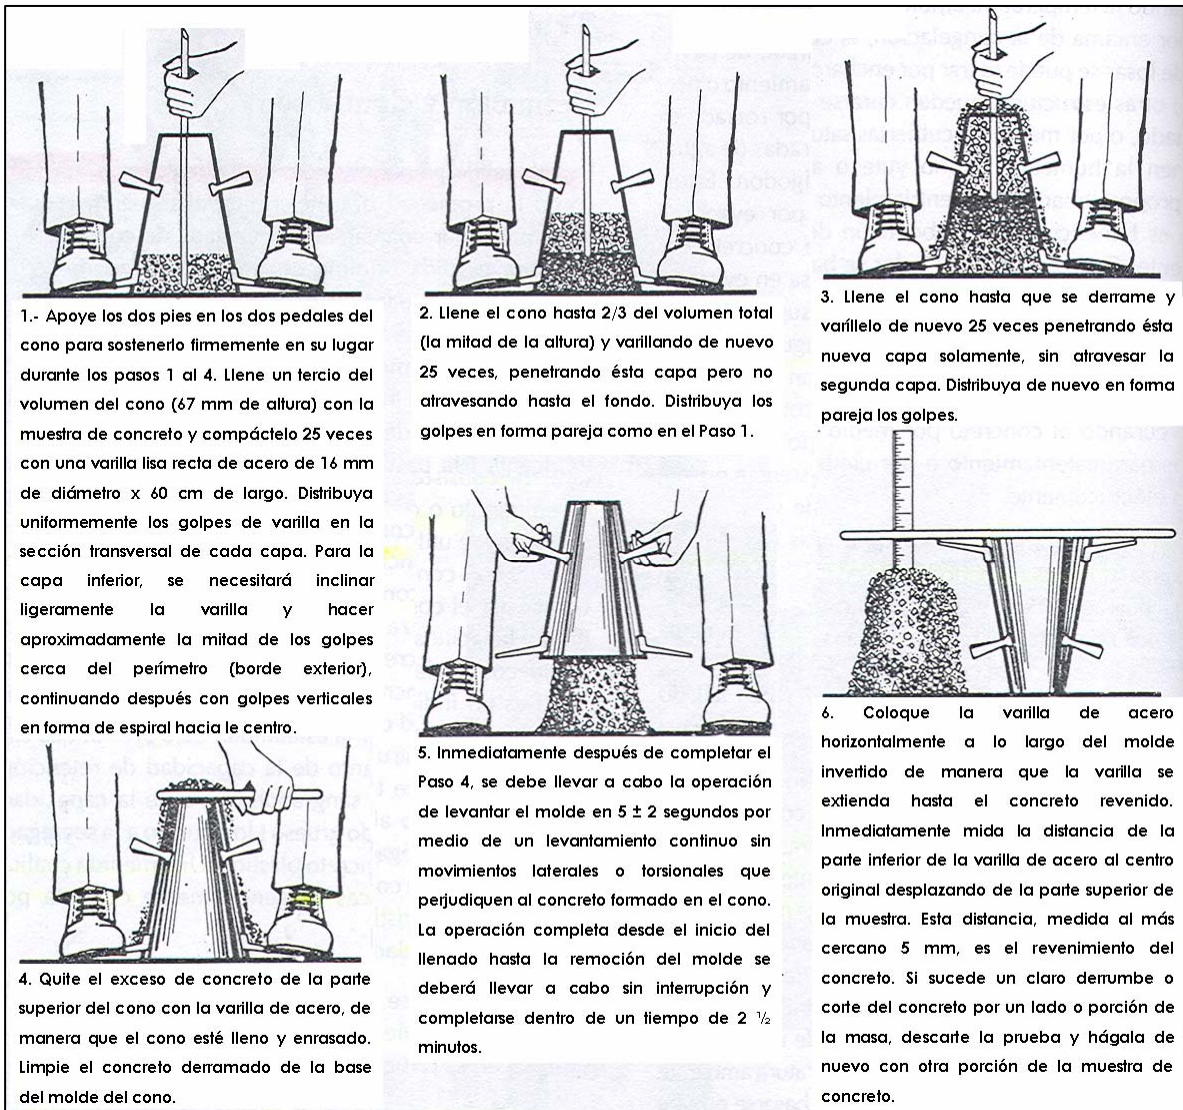 1.- Apoye los dos pies en los dos pedales del
cono para sostenerlo firmemente en su lugar
durante los pasos 1 al 4. Llene un tercio del
volumen del cono (67 mm de altura) con la
muestra de concreto y compáctelo 25 veces
con una varilla lisa recta de acero de 16 mm
de diámetro x 60 cm de largo. Distribuya
uniformemente los golpes de varilla en la
sección transversal de cada capa. Para la
capa inferior, se necesitará inclinar
ligeramente la varilla y hacer
aproximadamente la mitad de los golpes
cerca del perímetro (borde exterior),
continuando después con golpes verticales
en forma de espiral hacia le centro.
2. Llene el cono hasta 2/3 del volumen total
(la mitad de la altura) y varillando de nuevo
25 veces, penetrando ésta capa pero no
atravesando hasta el fondo. Distribuya los
golpes en forma pareja como en el Paso 1.
3. Llene el cono hasta que se derrame y
varíllelo de nuevo 25 veces penetrando ésta
nueva capa solamente, sin atravesar la
segunda capa. Distribuya de nuevo en forma
pareja los golpes.
4. Quite el exceso de concreto de la parte
superior del cono con la varilla de acero, de
manera que el cono esté lleno y enrasado.
Limpie el concreto derramado de la base
del molde del cono.
5. Inmediatamente después de completar el
Paso 4, se debe llevar a cabo la operación
de levantar el molde en 5 ± 2 segundos por
medio de un levantamiento continuo sin
movimientos laterales o torsionales que
perjudiquen al concreto formado en el cono.
La operación completa desde el inicio del
llenado hasta la remoción del molde se
deberá llevar a cabo sin interrupción y
completarse dentro de un tiempo de 2 ½
minutos.
6. Coloque la varilla de acero
horizontalmente a lo largo del molde
invertido de manera que la varilla se
extienda hasta el concreto revenido.
Inmediatamente mida la distancia de la
parte inferior de la varilla de acero al centro
original desplazando de la parte superior de
la muestra. Esta distancia, medida al más
cercano 5 mm, es el revenimiento del
concreto. Si sucede un claro derrumbe o
corte del concreto por un lado o porción de
la masa, descarte la prueba y hágala de
nuevo con otra porción de la muestra de
concreto.